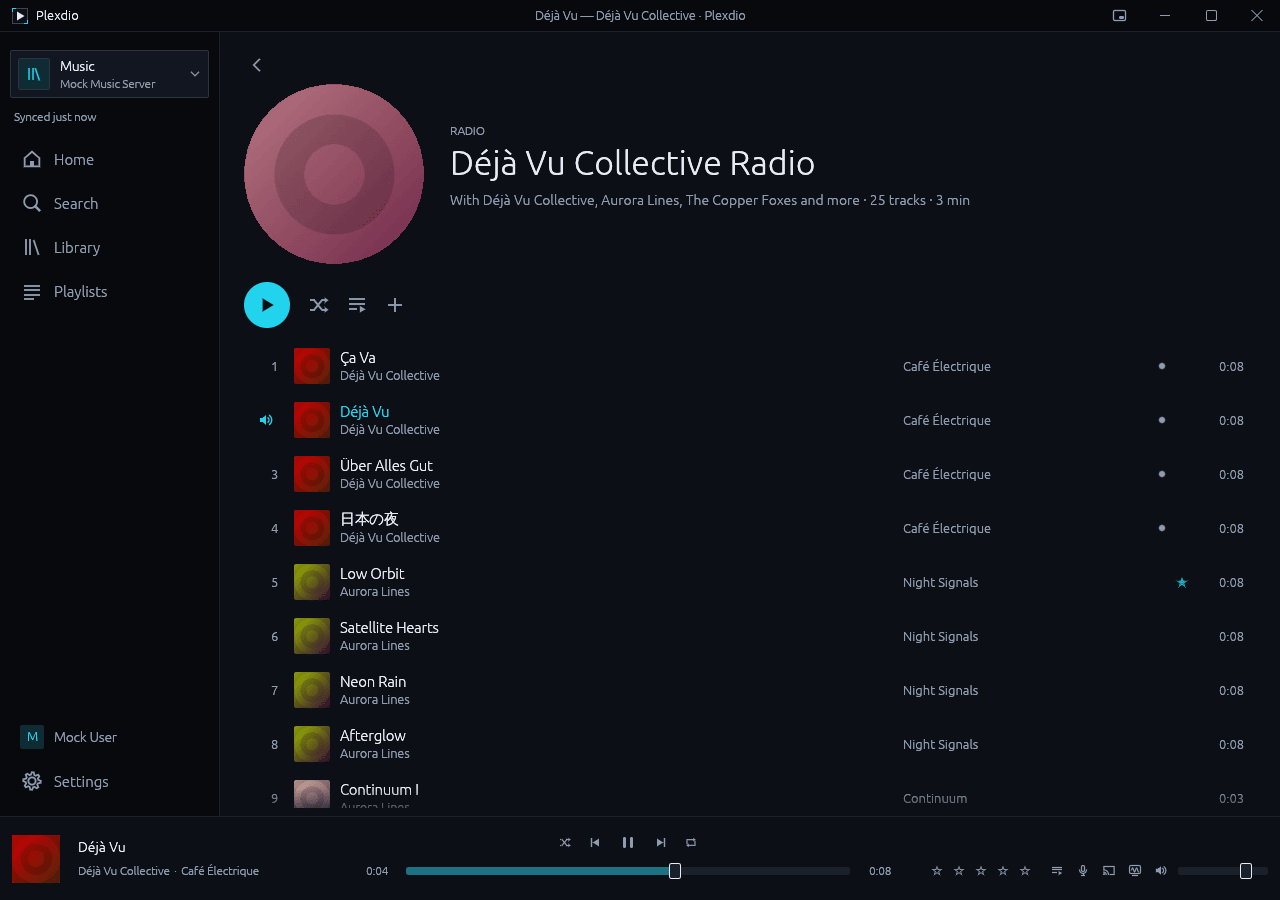 Plexdio
Déjà Vu — Déjà Vu Collective · Plexdio
Music
Mock Music Server
Synced just now
Home
Search
Library
Playlists
Mock User
M
Settings
RADIO
Déjà Vu Collective Radio
With Déjà Vu Collective, Aurora Lines, The Copper Foxes and more · 25 tracks · 3 min
1 Ça Va Café Électrique 0:08
Déjà Vu Collective
Déjà Vu Café Électrique 0:08
Déjà Vu Collective
3 Über Alles Gut Café Électrique 0:08
Déjà Vu Collective
4 日本の夜 Café Électrique 0:08
Déjà Vu Collective
5 Low Orbit Night Signals 0:08
Aurora Lines
6 Satellite Hearts Night Signals 0:08
Aurora Lines
7 Neon Rain Night Signals 0:08
Aurora Lines
8 Afterglow Night Signals 0:08
Aurora Lines
9 Continuum I Continuum 0:03
Aurora Lines
Déjà Vu
Déjà Vu Collective · Café Électrique
0:04 0:08